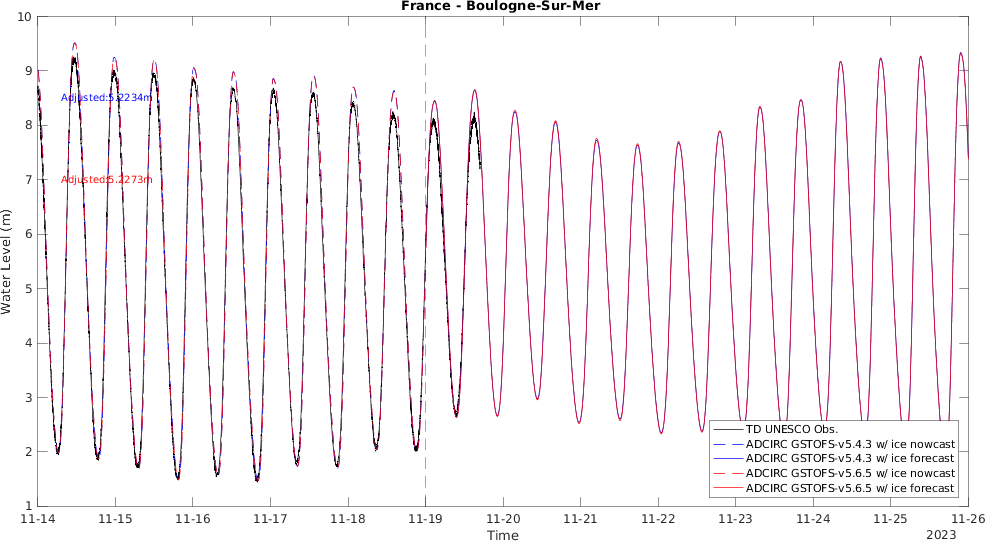 France - Boulogne-Sur-Mer
10
9
8
7
6
5
4
3
2
1
Water Level (m)
Adjusted:5.2234m
Adjusted:5.2273m
TD UNESCO Obs.
ADCIRC GSTOFS-v5.4.3 w/ ice nowcast
ADCIRC GSTOFS-v5.4.3 w/ ice forecast
ADCIRC GSTOFS-v5.6.5 w/ ice nowcast
ADCIRC GSTOFS-v5.6.5 w/ ice forecast
11-14 11-15 11-16 11-17 11-18 11-19 11-20 11-21 11-22 11-23 11-24 11-25 11-26
Time
2023